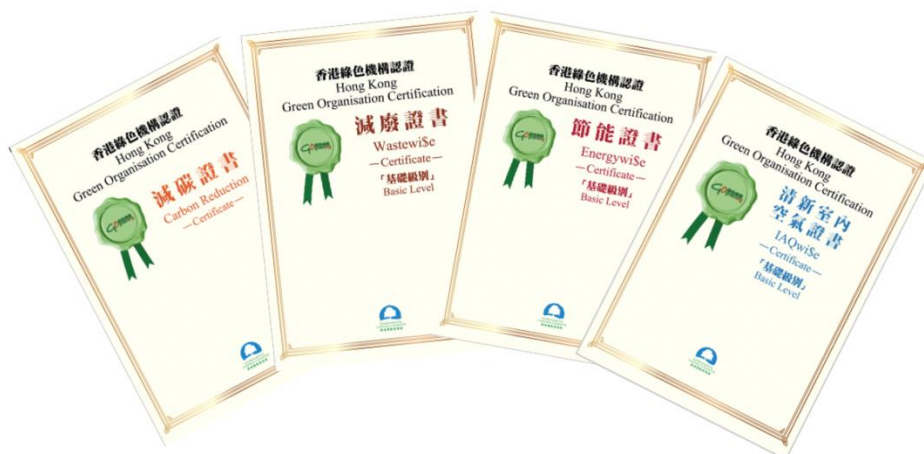 香港綠色機構認證
Hong Kong
Green Organisation Certification
減碳證書
Carbon Reduction
—Certificate—
香港綠色機構認證
Hong Kong
Green Organisation Certification
減廢證書
Wastewi$e
—Certificate—
「基礎級別」
Basic Level
香港綠色機構認證
Hong Kong
Green Organisation Certification
節能證書
Energywi$e
—Certificate—
「基礎級別」
Basic Level
香港綠色機構認證
Hong Kong
Green Organisation Certification
清新室內
空氣證書
IAQwi$e
—Certificate—
「基礎級別」
Basic Level